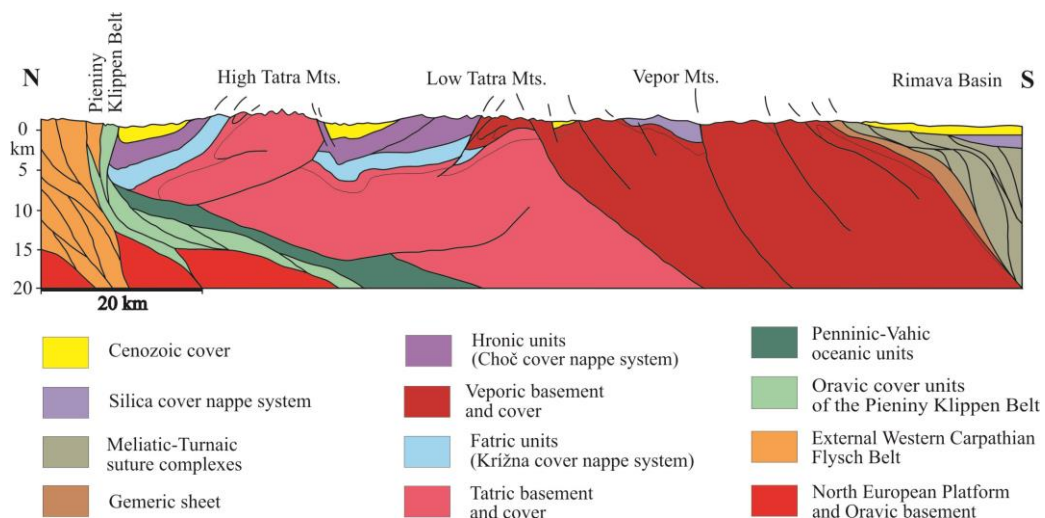 Pieniny
Klippen Belt
N
High Tatra Mts.
Low Tatra Mts.
Vepor Mts.
Rimava Basin
S
0
km
5
10
15
20
20 km
Cenozoic cover
Silica cover nappe system
Meliatic-Turnaic
suture complexes
Gemeric sheet
Hronic units
(Choč cover nappe system)
Veporic basement
and cover
Fatric units
(Krížna cover nappe system)
Tatric basement
and cover
Penninic-Vahic
oceanic units
Oravic cover units
of the Pieniny Klippen Belt
External Western Carpathian
Flysch Belt
North European Platform
and Oravic basement